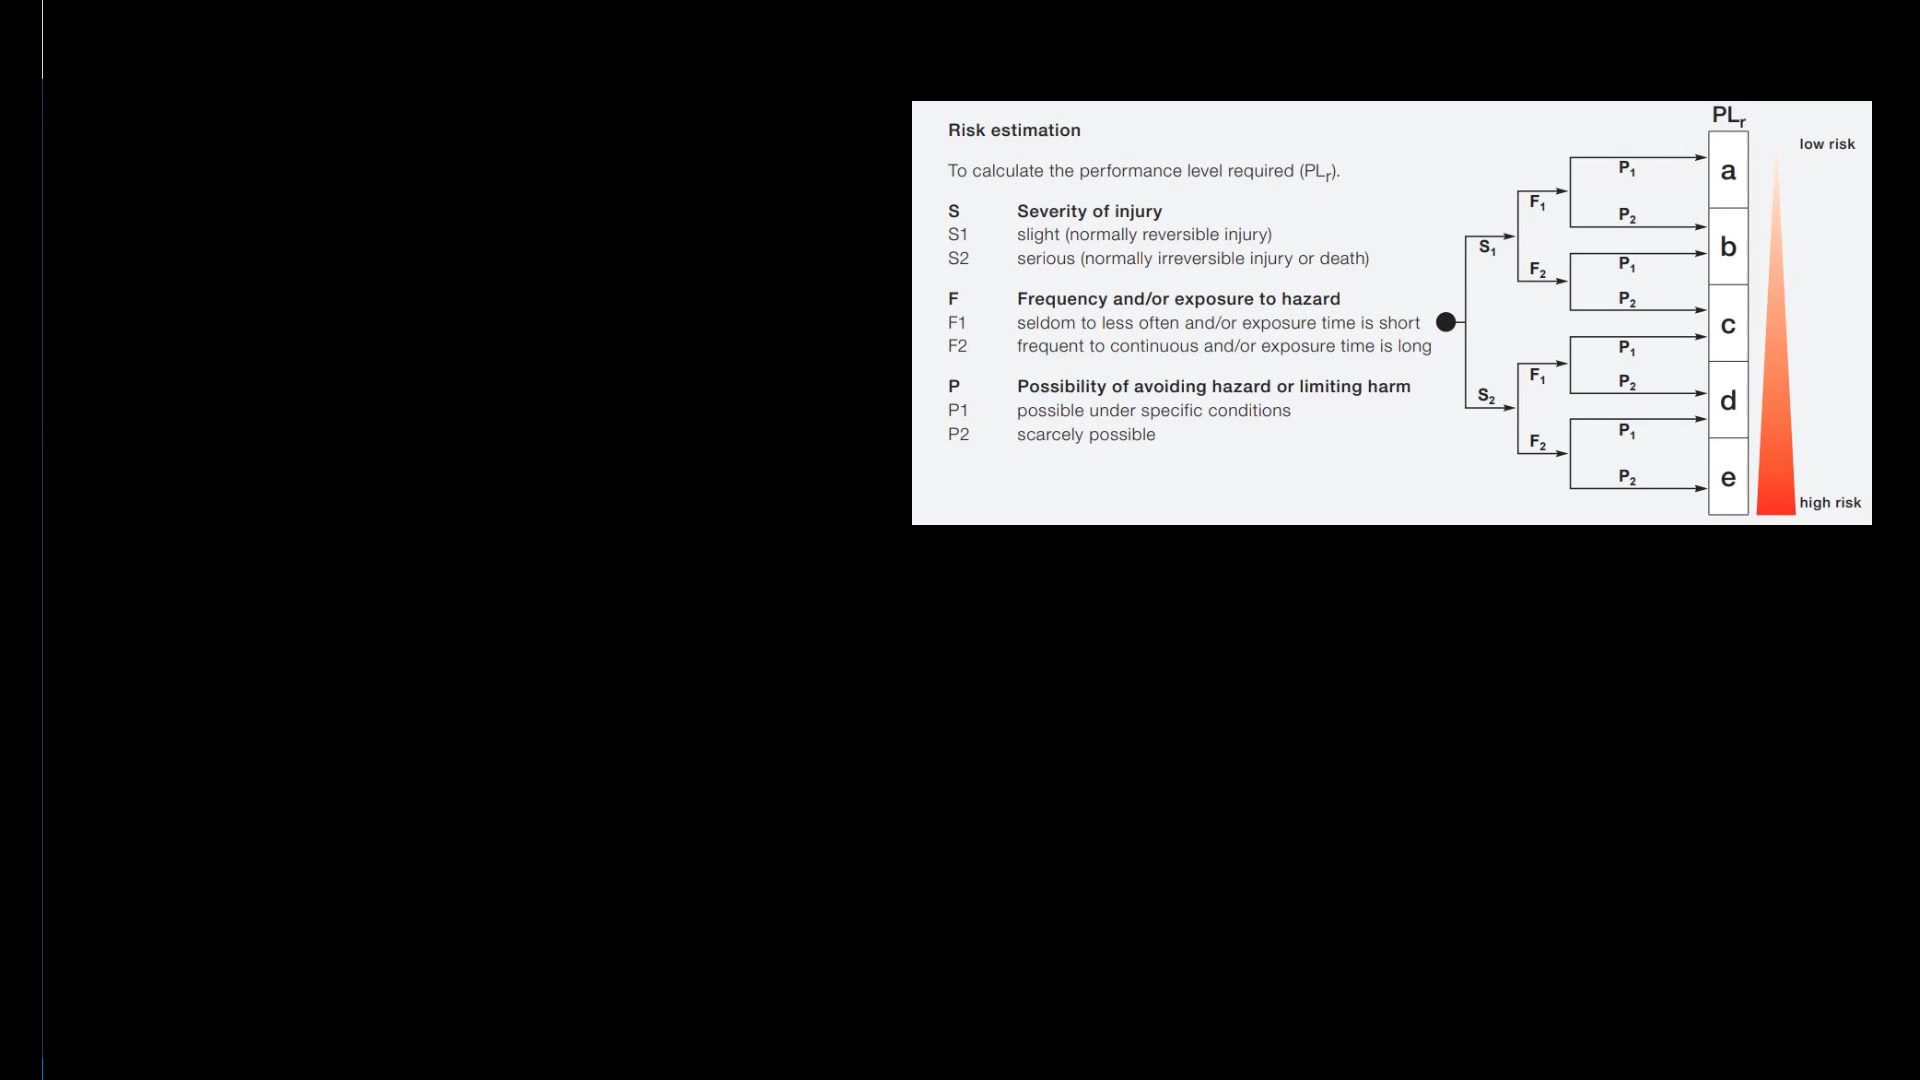 Risk estimation
To calculate the performance level required (PLr).
S Severity of injury
S1 slight (normally reversible injury)
S2 serious (normally irreversible injury or death)
F Frequency and/or exposure to hazard
F1 seldom to less often and/or exposure time is short
F2 frequent to continuous and/or exposure time is long
P Possibility of avoiding hazard or limiting harm
P1 possible under specific conditions
P2 scarcely possible
PLr
low risk
P1
a
F1
P2
S1
b
F2
P1
P2
c
P1
F1
P2
S2
d
P1
F2
P2
e
high risk